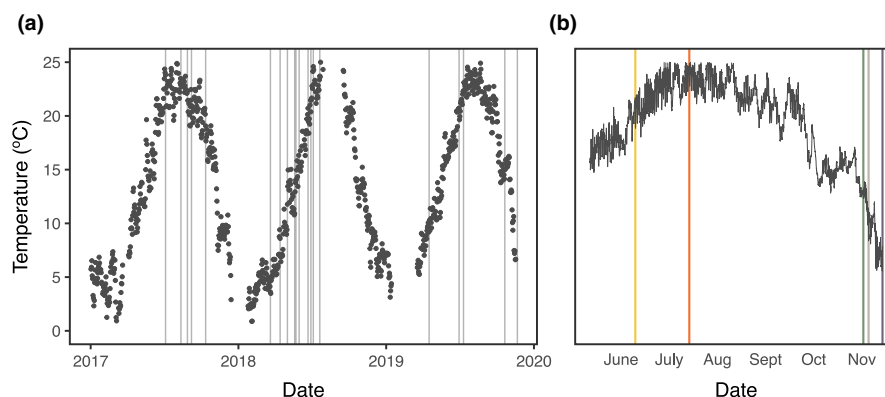 (a)
(b)
Temperature (ºC)
25
20
15
10
5
0
2017
2018
2019
2020
Date
June
July
Aug
Sept
Oct
Nov
Date